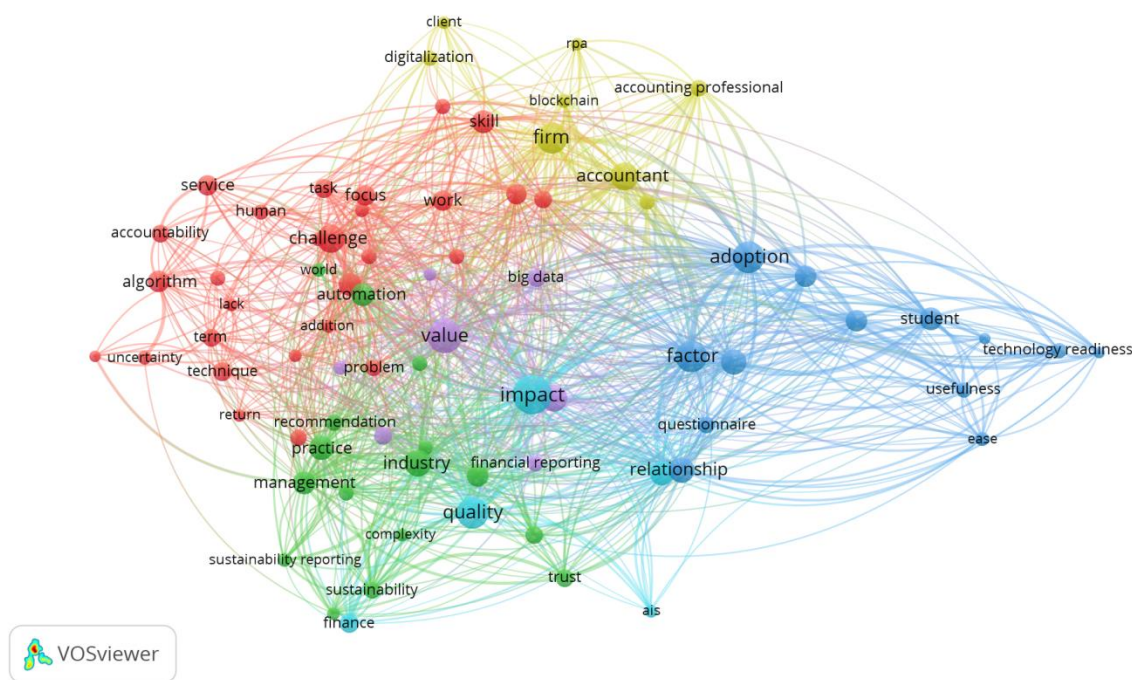 client
rpa
digitalization
accounting professional
blockchain
skill
firm
accountant
service
task
focus
work
human
accountability
challenge
adoption
world
big data
algorithm
automation
lack
student
addition
term
value
technology readiness
uncertainty
factor
technique
problem
usefulness
impact
return
recommendation
questionnaire
ease
practice
industry
financial reporting
relationship
management
quality
complexity
sustainability reporting
trust
sustainability
ais
finance
VOSviewer